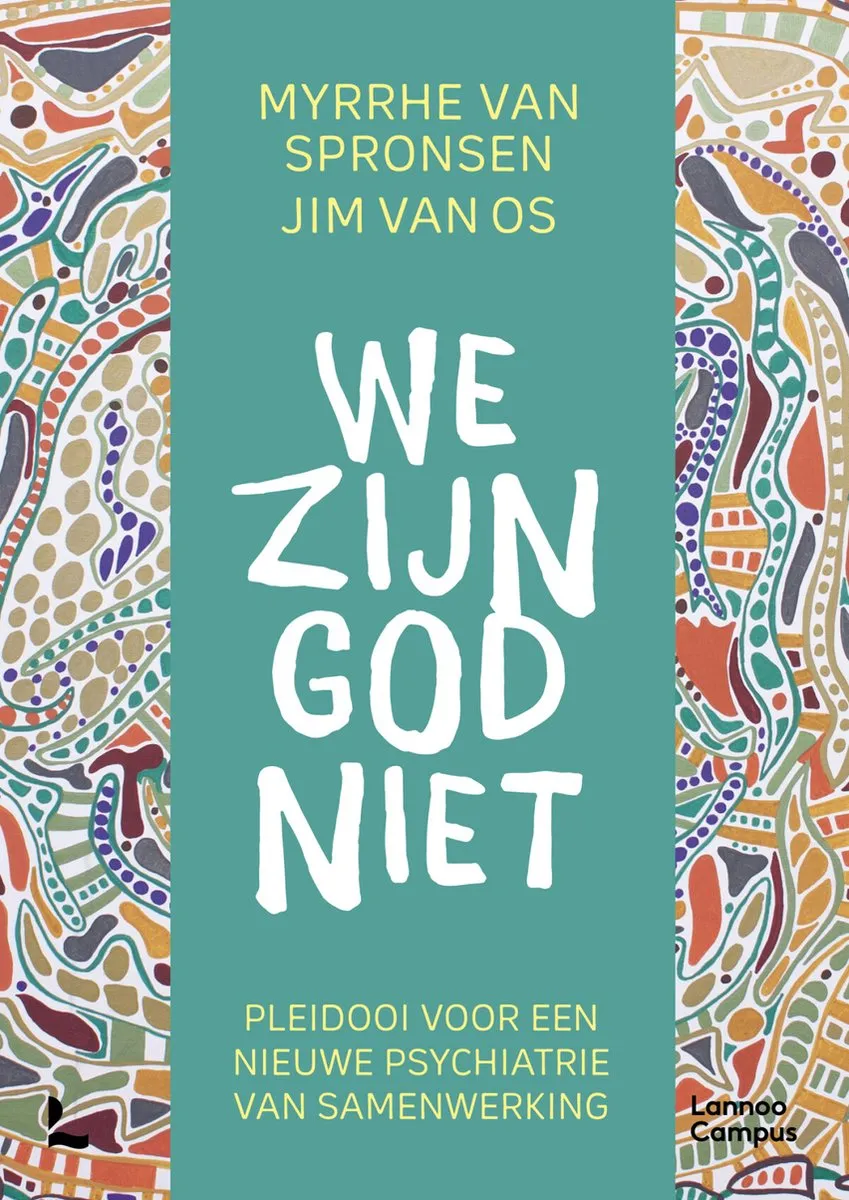 MYRRHE VAN
SPRONSEN
JIM VAN OS
WE
ZIJN
GOD
NIET
PLEIDOOI VOOR EEN
NIEUWE PSYCHIATRIE
VAN SAMENWERKING
Lannoo
Campus